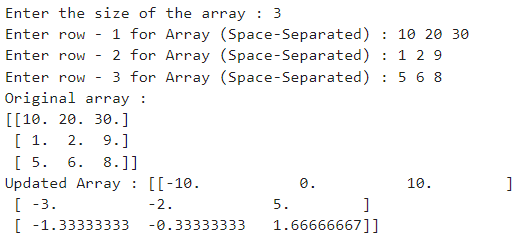 Enter the size of the array : 3
Enter row - 1 for Array (Space-Separated) : 10 20 30
Enter row - 2 for Array (Space-Separated) : 1 2 9
Enter row - 3 for Array (Space-Separated) : 5 6 8
Original array :
[[10. 20. 30.]
 [ 1.  2.  9.]
 [ 5.  6.  8.]]
Updated Array : [[-10.           0.          10.        ]
 [ -3.          -2.           5.        ]
 [ -1.33333333  -0.33333333   1.66666667]]